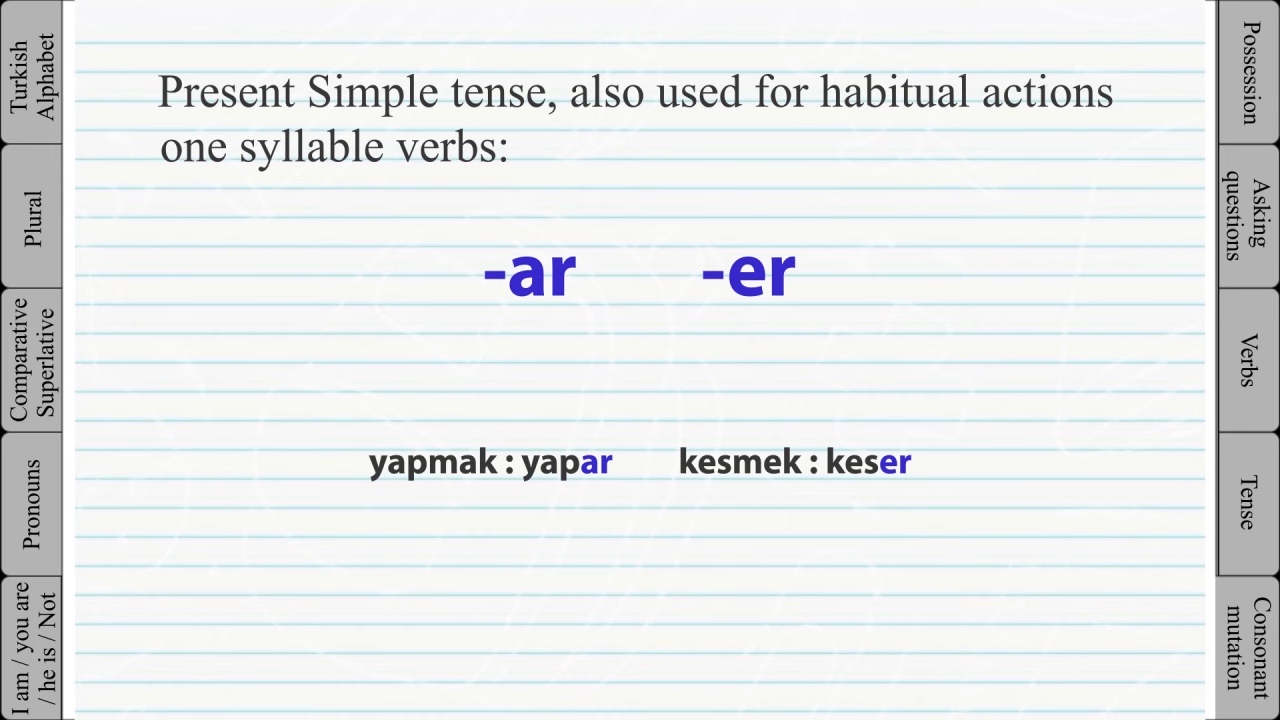 Turkish
Alphabet
Plural
Comparative
Superlative
Pronouns
I am / you are
/ he is / Not
Present Simple tense, also used for habitual actions
one syllable verbs:
-ar -er
yapmak : yapar kesmek : keser
Possession
Asking
questions
Verbs
Tense
Consonant
mutation